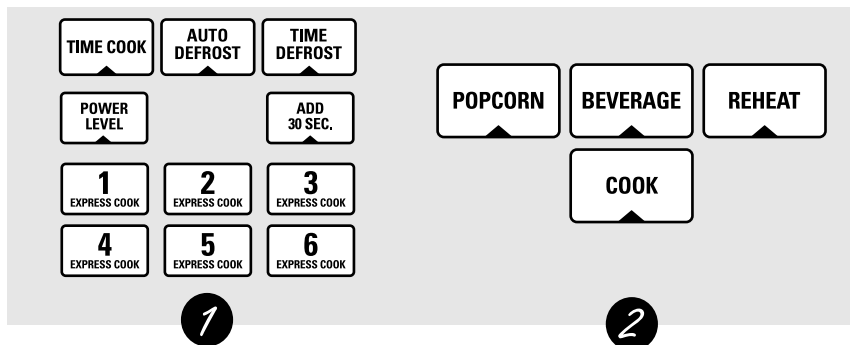 TIME COOK
AUTO
DEFROST
TIME
DEFROST
POWER
LEVEL
ADD
30 SEC.
1
EXPRESS COOK
2
EXPRESS COOK
3
EXPRESS COOK
4
EXPRESS COOK
5
EXPRESS COOK
6
EXPRESS COOK
1
POPCORN
BEVERAGE
REHEAT
COOK
2